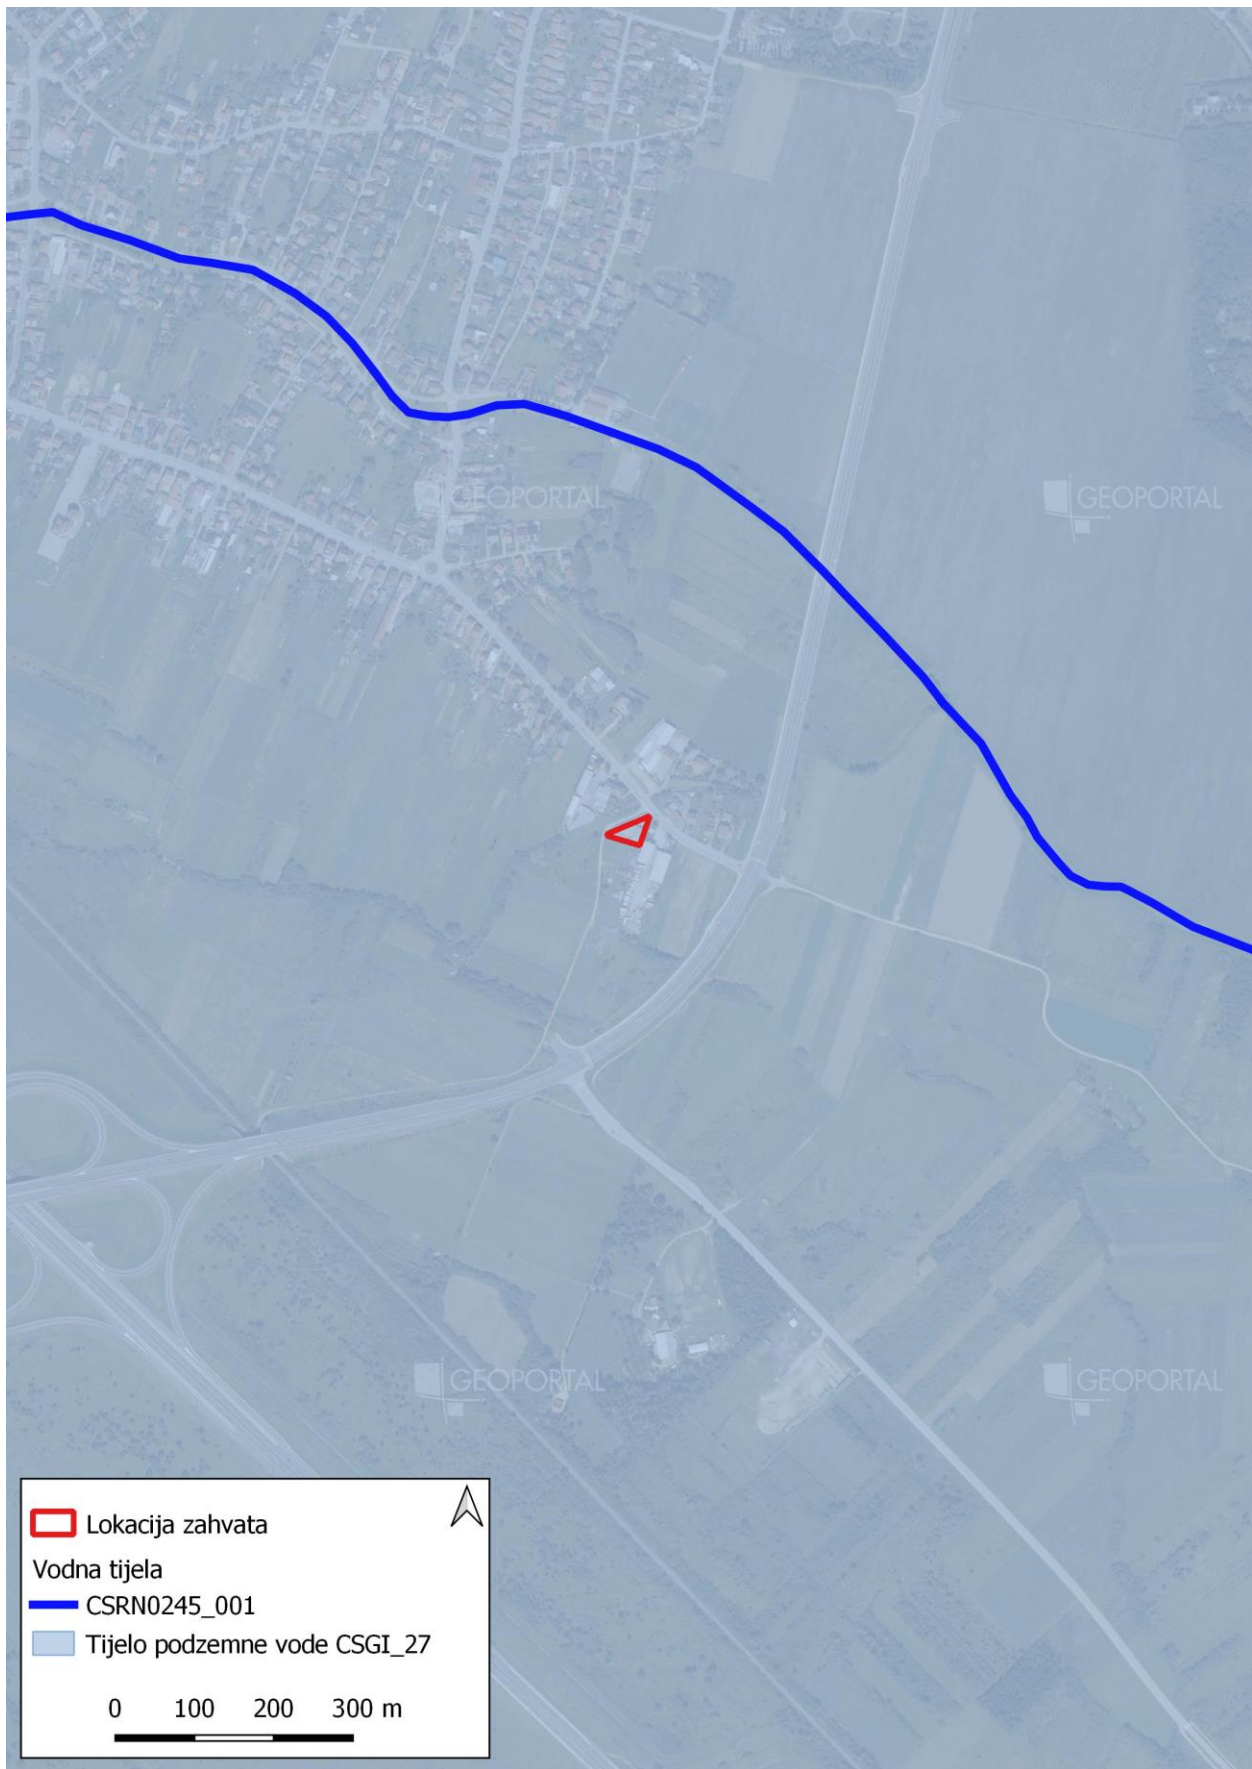 GEOPORTAL
GEOPORTAL
GEOPORTAL
GEOPORTAL
Lokacija zahvata
Vodna tijela
CSRN0245_001
Tijelo podzemne vode CSGI_27
0 100 200 300 m